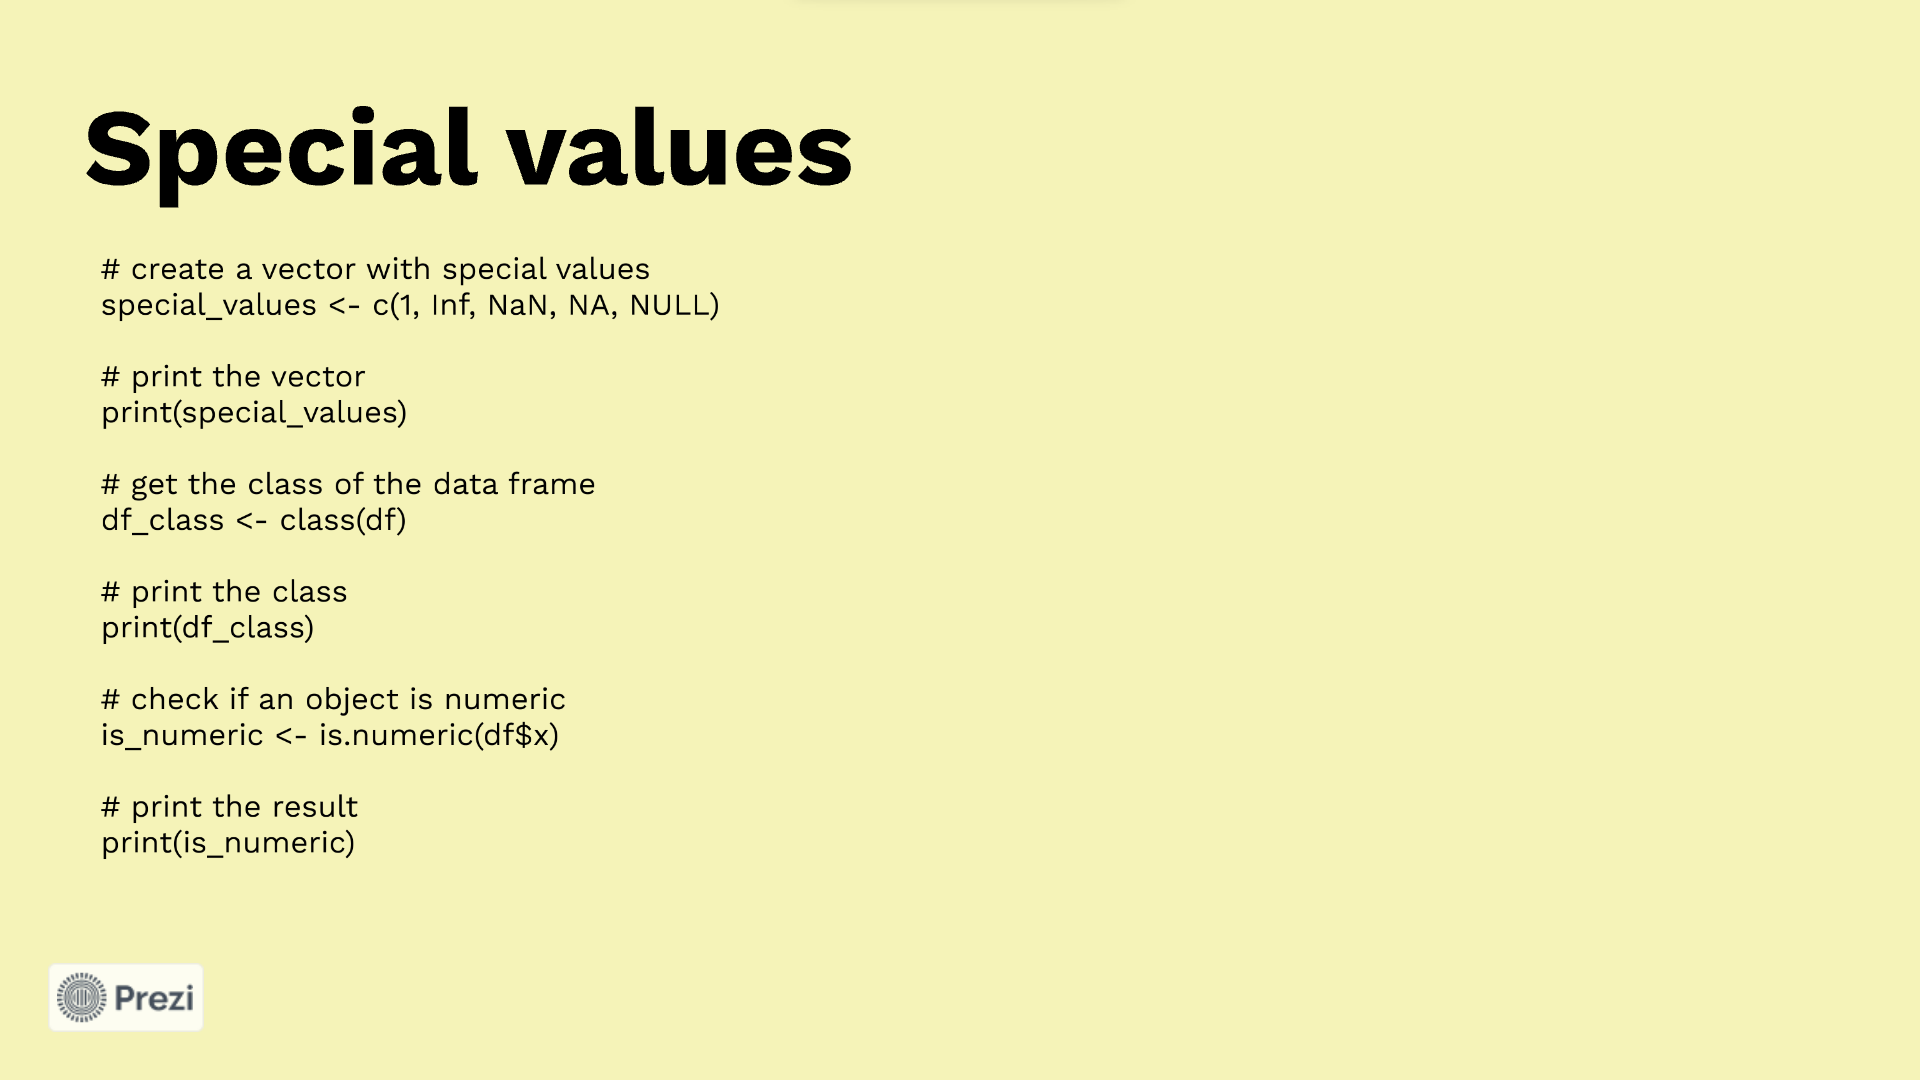 Special values
# create a vector with special values
special_values <- c(1, Inf, NaN, NA, NULL)
# print the vector
print(special_values)
# get the class of the data frame
df_class <- class(df)
# print the class
print(df_class)
# check if an object is numeric
is_numeric <- is.numeric(df$x)
# print the result
print(is_numeric)
Prezi